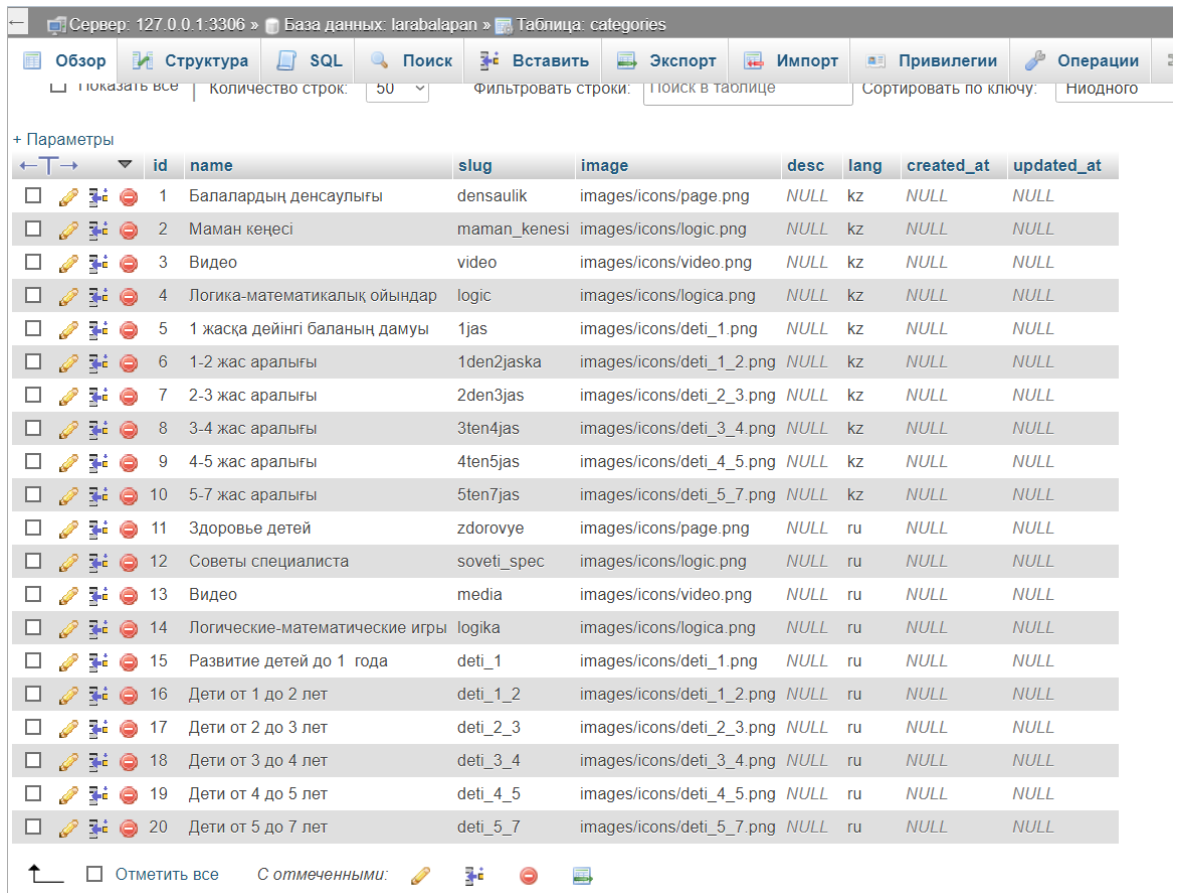 Сервер: 127.0.0.1:3306 » База данных: larabalapan » Таблица: categories
Обзор Структура SQL Поиск Вставить Экспорт Импорт Привилегии Операции
Показать все Количество строк: 50 Фильтровать строки: Поиск в таблице Сортировать по ключу: Ниодного
+ Параметры
←T→ id name slug image desc lang created_at updated_at
1 Балалардың денсаулығы densaulik images/icons/page.png NULL kz NULL NULL
2 Маман кеңесі maman_kenesi images/icons/logic.png NULL kz NULL NULL
3 Видео video images/icons/video.png NULL kz NULL NULL
4 Логика-математикалық ойындар logic images/icons/logica.png NULL kz NULL NULL
5 1 жасқа дейінгі баланың дамуы 1jas images/icons/deti_1.png NULL kz NULL NULL
6 1-2 жас аралығы 1den2jaska images/icons/deti_1_2.png NULL kz NULL NULL
7 2-3 жас аралығы 2den3jas images/icons/deti_2_3.png NULL kz NULL NULL
8 3-4 жас аралығы 3ten4jas images/icons/deti_3_4.png NULL kz NULL NULL
9 4-5 жас аралығы 4ten5jas images/icons/deti_4_5.png NULL kz NULL NULL
10 5-7 жас аралығы 5ten7jas images/icons/deti_5_7.png NULL kz NULL NULL
11 Здоровье детей zdorovye images/icons/page.png NULL ru NULL NULL
12 Советы специалиста soveti_spec images/icons/logic.png NULL ru NULL NULL
13 Видео media images/icons/video.png NULL ru NULL NULL
14 Логические-математические игры logika images/icons/logica.png NULL ru NULL NULL
15 Развитие детей до 1 года deti_1 images/icons/deti_1.png NULL ru NULL NULL
16 Дети от 1 до 2 лет deti_1_2 images/icons/deti_1_2.png NULL ru NULL NULL
17 Дети от 2 до 3 лет deti_2_3 images/icons/deti_2_3.png NULL ru NULL NULL
18 Дети от 3 до 4 лет deti_3_4 images/icons/deti_3_4.png NULL ru NULL NULL
19 Дети от 4 до 5 лет deti_4_5 images/icons/deti_4_5.png NULL ru NULL NULL
20 Дети от 5 до 7 лет deti_5_7 images/icons/deti_5_7.png NULL ru NULL NULL
Отметить все С отмеченными: